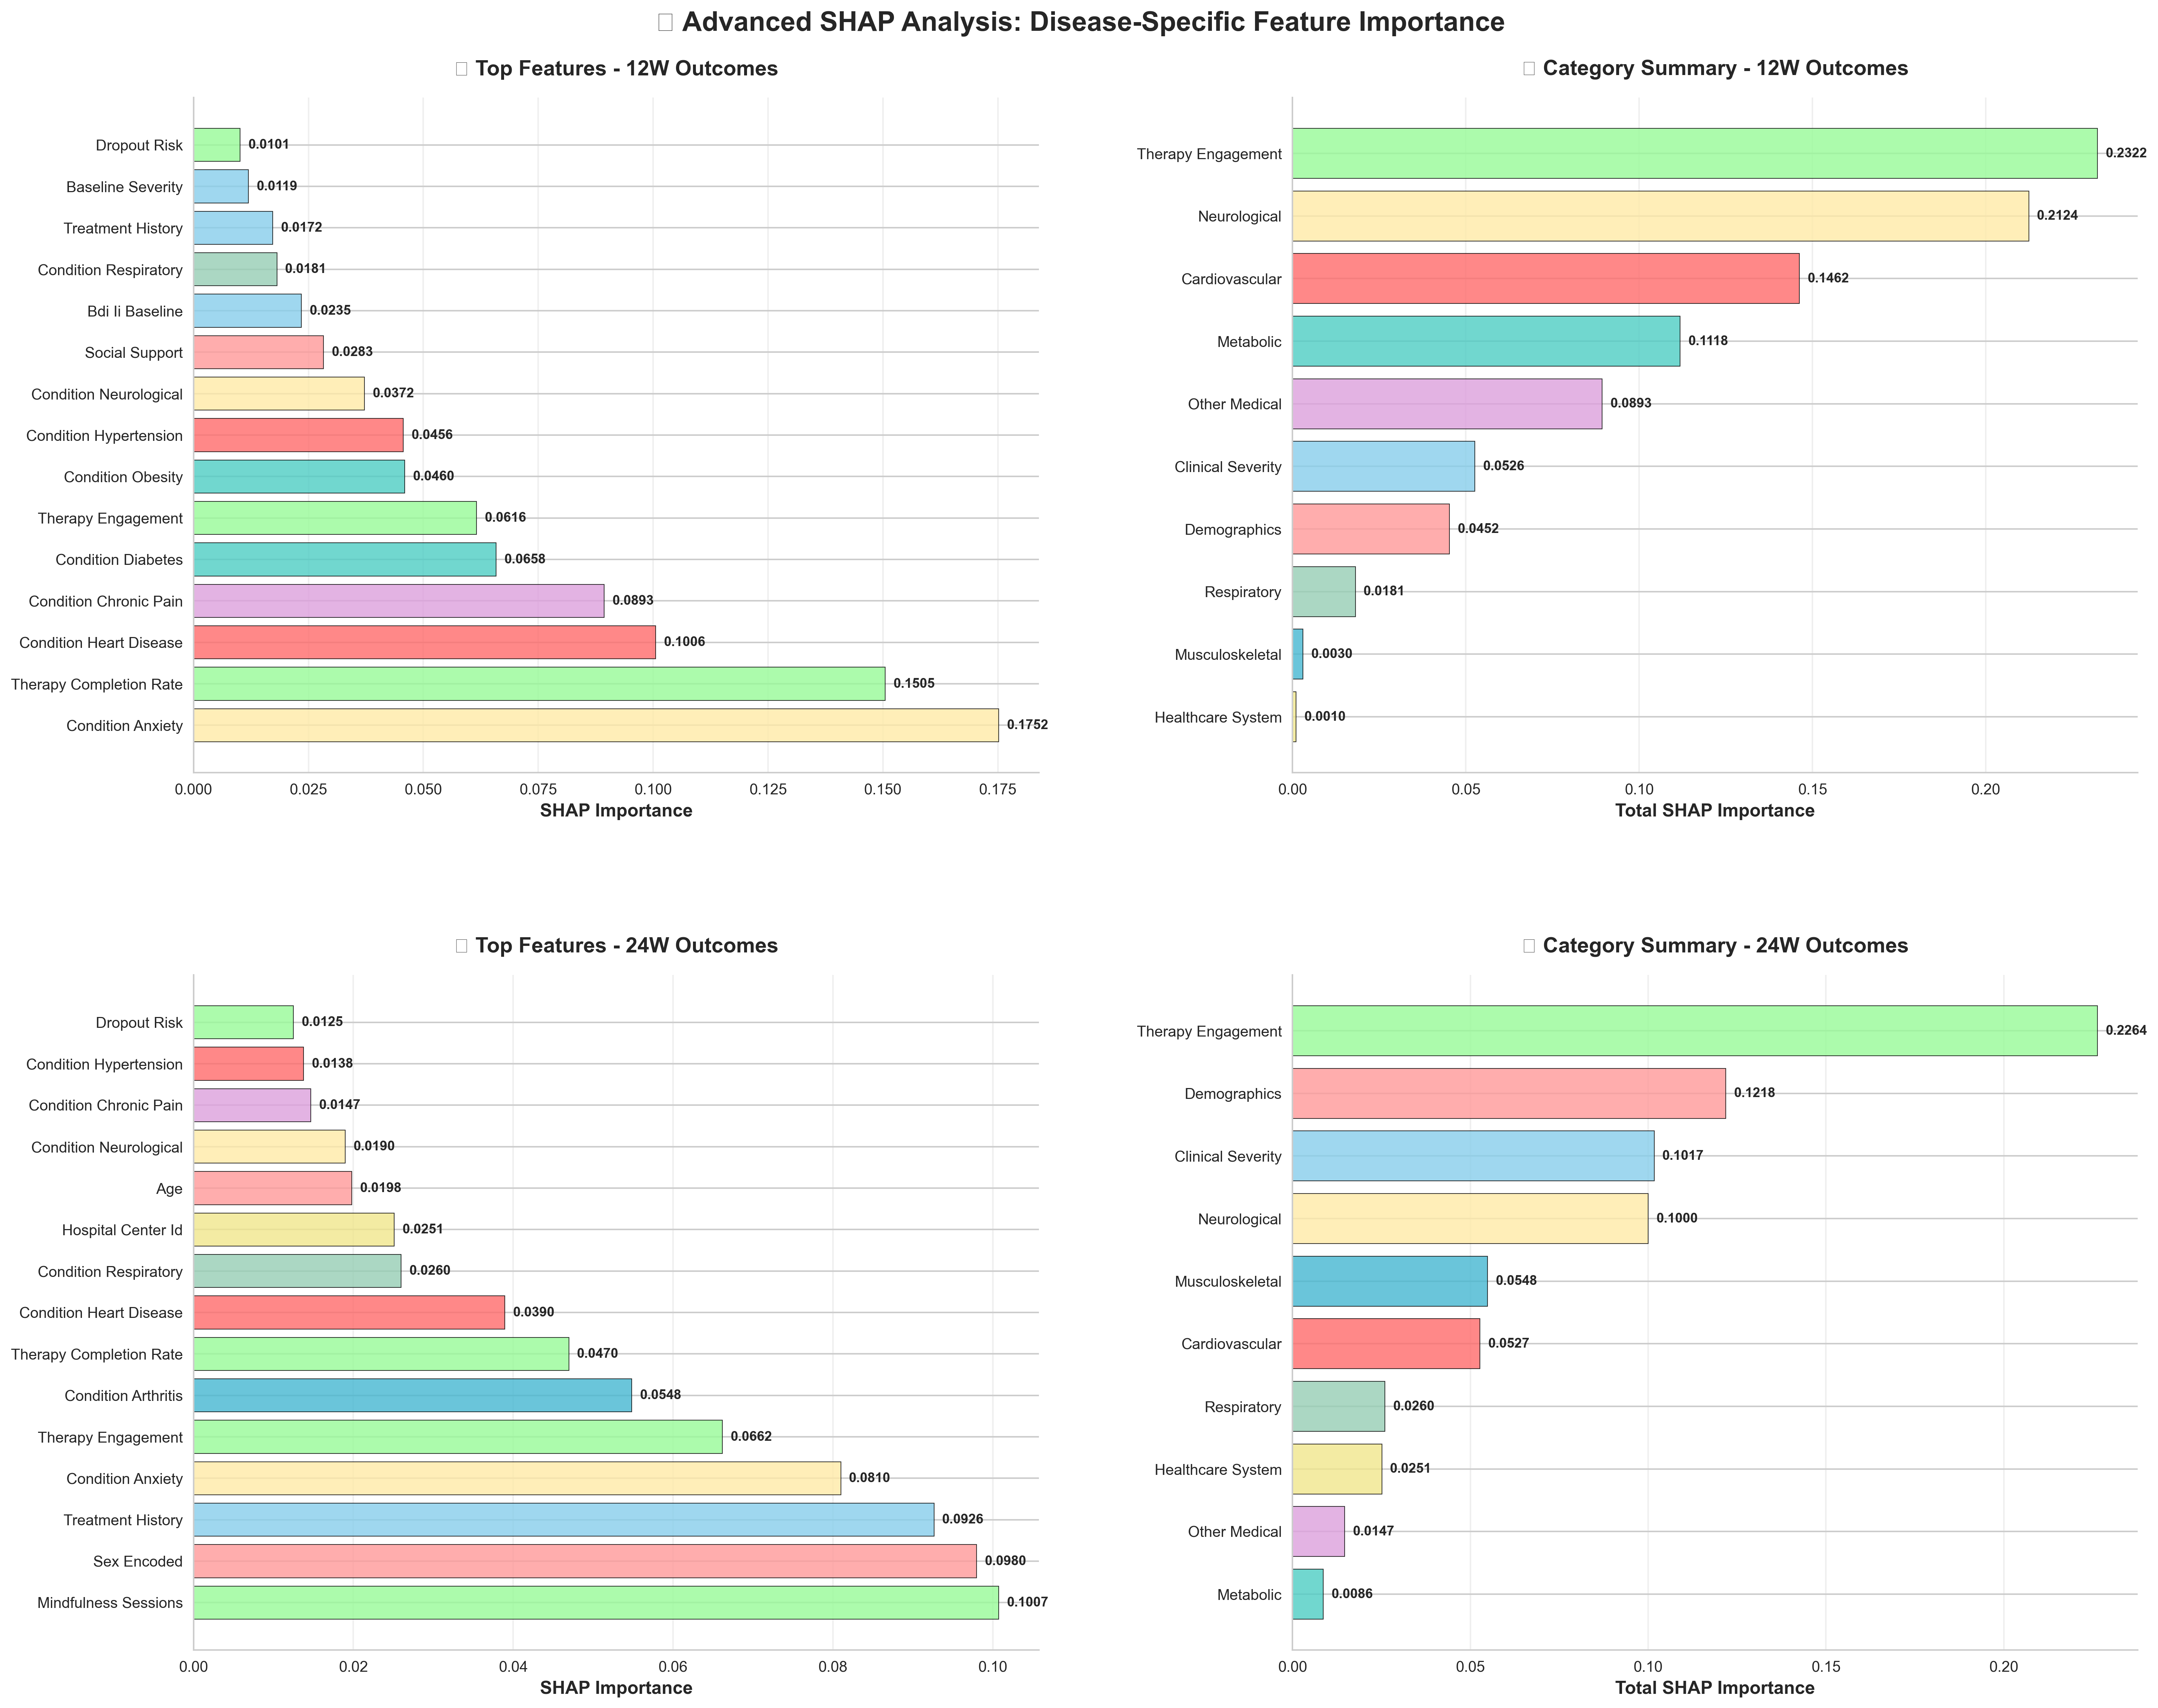 Advanced SHAP Analysis: Disease-Specific Feature Importance
Top Features - 12W Outcomes
Dropout Risk 0.0101
Baseline Severity 0.0119
Treatment History 0.0172
Condition Respiratory 0.0181
Bdi Ii Baseline 0.0235
Social Support 0.0283
Condition Neurological 0.0372
Condition Hypertension 0.0456
Condition Obesity 0.0460
Therapy Engagement 0.0616
Condition Diabetes 0.0658
Condition Chronic Pain 0.0893
Condition Heart Disease 0.1006
Therapy Completion Rate 0.1505
Condition Anxiety 0.1752
0.000 0.025 0.050 0.075 0.100 0.125 0.150 0.175
SHAP Importance
Category Summary - 12W Outcomes
Therapy Engagement 0.2322
Neurological 0.2124
Cardiovascular 0.1462
Metabolic 0.1118
Other Medical 0.0893
Clinical Severity 0.0526
Demographics 0.0452
Respiratory 0.0181
Musculoskeletal 0.0030
Healthcare System 0.0010
0.00 0.05 0.10 0.15 0.20
Total SHAP Importance
Top Features - 24W Outcomes
Dropout Risk 0.0125
Condition Hypertension 0.0138
Condition Chronic Pain 0.0147
Condition Neurological 0.0190
Age 0.0198
Hospital Center Id 0.0251
Condition Respiratory 0.0260
Condition Heart Disease 0.0390
Therapy Completion Rate 0.0470
Condition Arthritis 0.0548
Therapy Engagement 0.0662
Condition Anxiety 0.0810
Treatment History 0.0926
Sex Encoded 0.0980
Mindfulness Sessions 0.1007
0.00 0.02 0.04 0.06 0.08 0.10
SHAP Importance
Category Summary - 24W Outcomes
Therapy Engagement 0.2264
Demographics 0.1218
Clinical Severity 0.1017
Neurological 0.1000
Musculoskeletal 0.0548
Cardiovascular 0.0527
Respiratory 0.0260
Healthcare System 0.0251
Other Medical 0.0147
Metabolic 0.0086
0.00 0.05 0.10 0.15 0.20
Total SHAP Importance